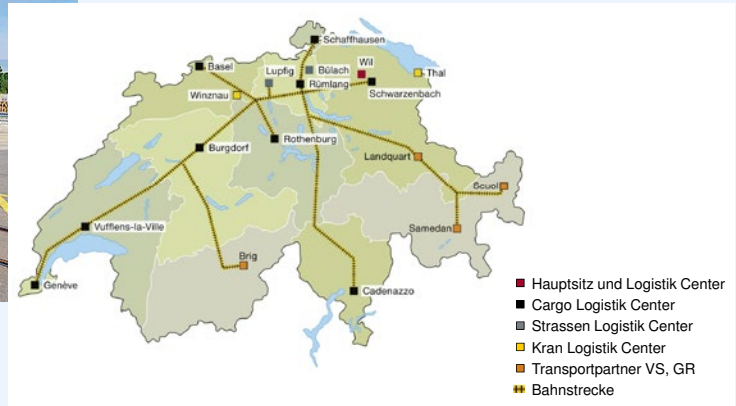 Schaffhausen
Basel
Wil
Lupfig
Bülach
Thal
Rümlang
Winznau
Schwarzenbach
Rothenburg
Burgdorf
Landquart
Scuol
Vufflens-la-Ville
Samedan
Brig
Genève
Cadenazzo
Hauptsitz und Logistik Center
Cargo Logistik Center
Strassen Logistik Center
Kran Logistik Center
Transportpartner VS, GR
Bahnstrecke